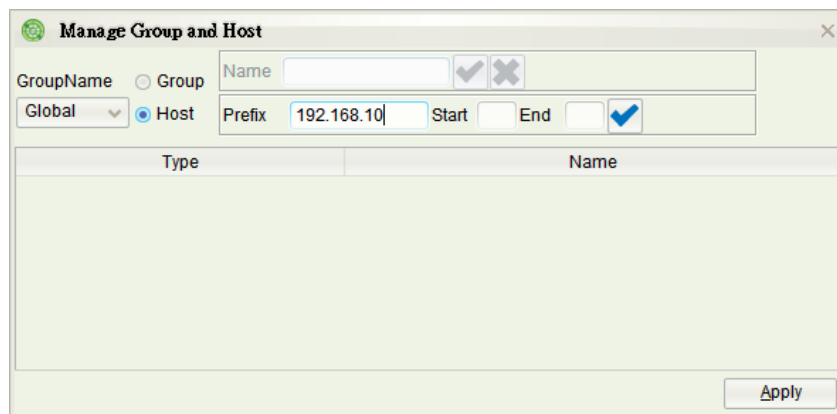 Manage Group and Host
GroupName Group Name
Global Host Prefix 192.168.10 Start End
Type Name
Apply